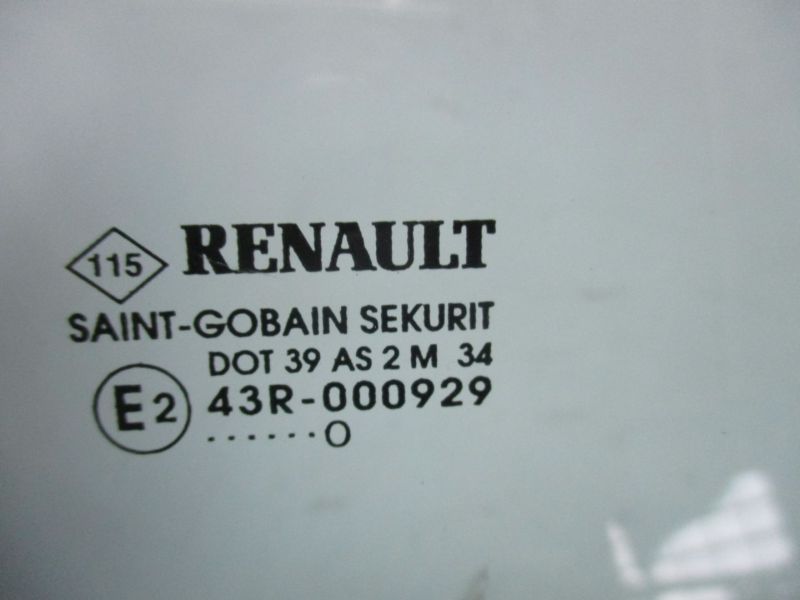 115 RENAULT
SAINT-GOBAIN SEKURIT
DOT 39 AS 2 M 34
E2 43R-000929
······O